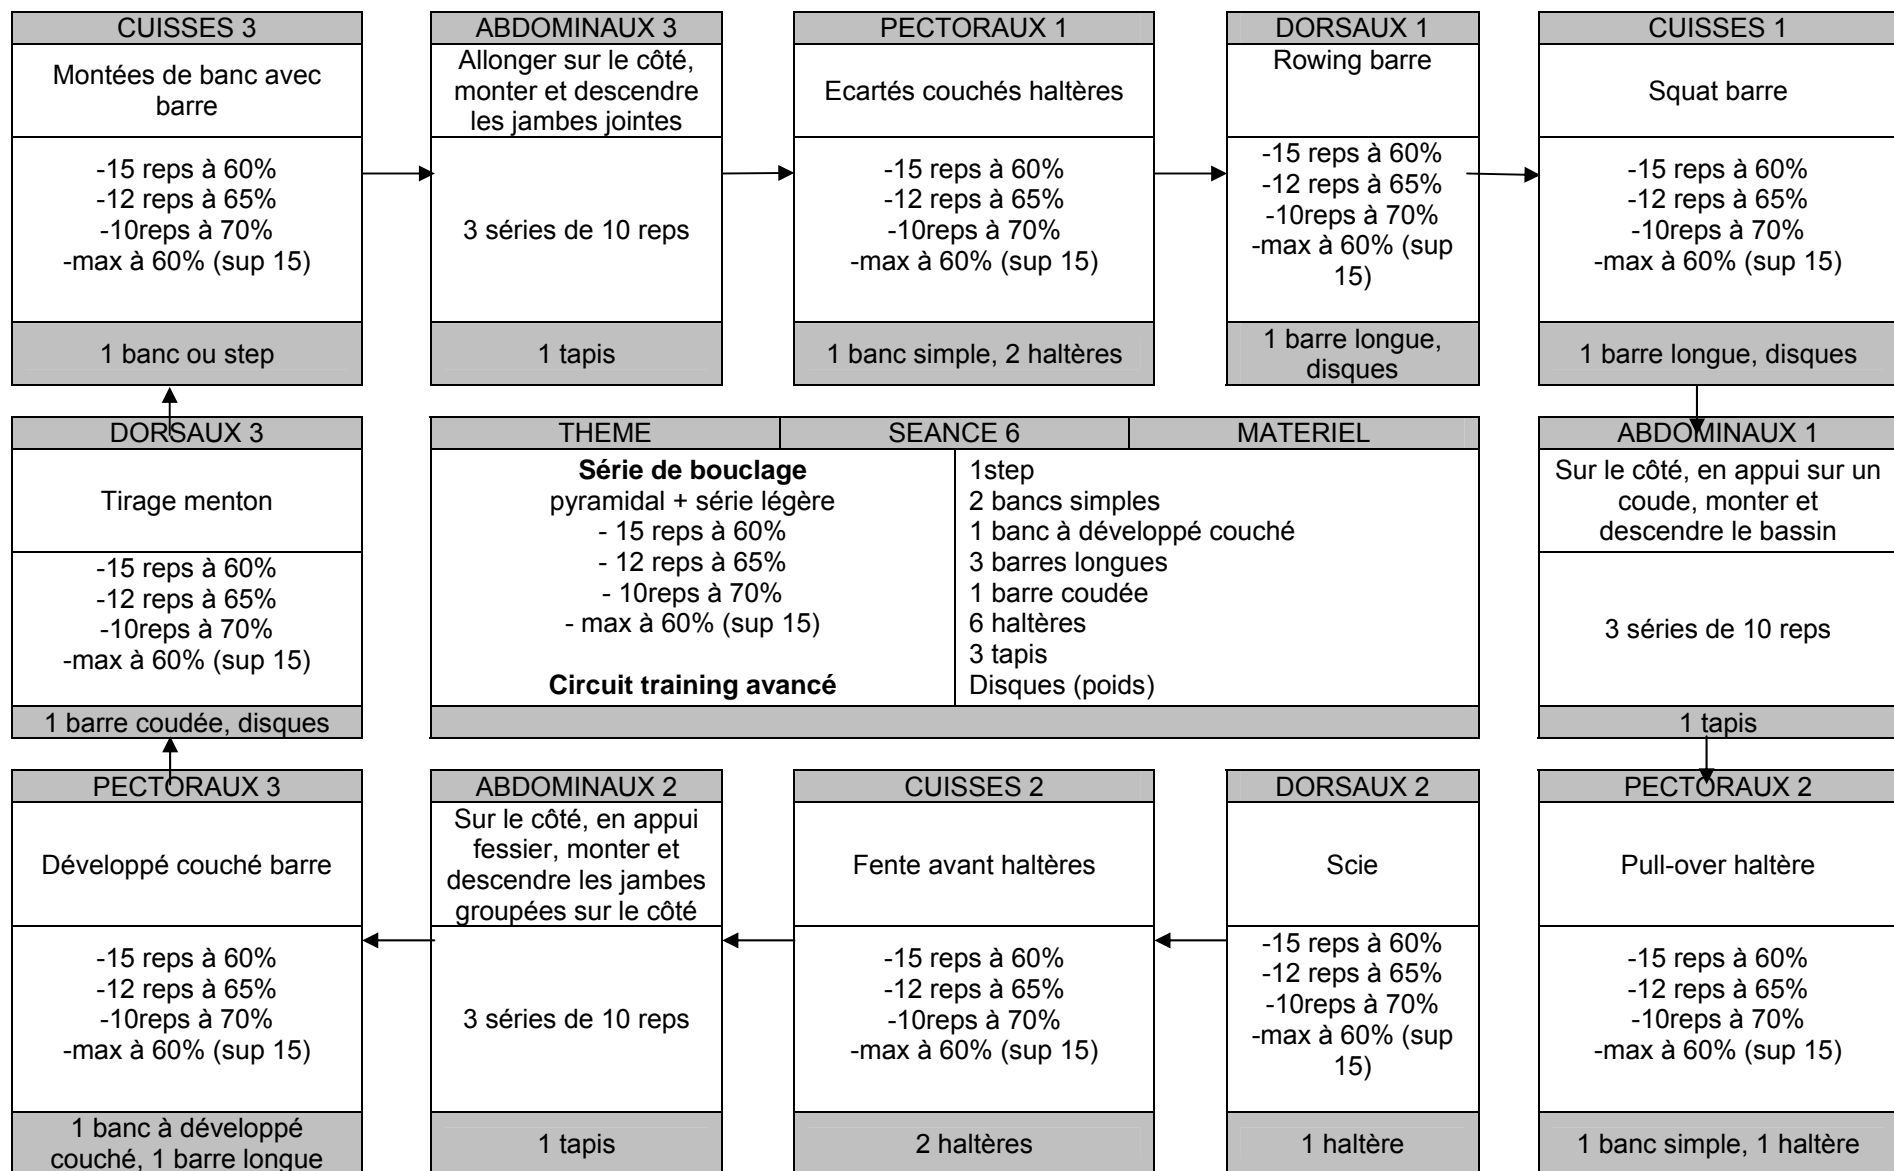 CUISSES 3
Montées de banc avec
barre
-15 reps à 60%
-12 reps à 65%
-10reps à 70%
-max à 60% (sup 15)
1 banc ou step
ABDOMINAUX 3
Allonger sur le côté,
monter et descendre
les jambes jointes
3 séries de 10 reps
1 tapis
PECTORAUX 1
Ecartés couchés haltères
-15 reps à 60%
-12 reps à 65%
-10reps à 70%
-max à 60% (sup 15)
1 banc simple, 2 haltères
DORSAUX 1
Rowing barre
-15 reps à 60%
-12 reps à 65%
-10reps à 70%
-max à 60% (sup
15)
1 barre longue,
disques
CUISSES 1
Squat barre
-15 reps à 60%
-12 reps à 65%
-10reps à 70%
-max à 60% (sup 15)
1 barre longue, disques
DORSAUX 3
Tirage menton
-15 reps à 60%
-12 reps à 65%
-10reps à 70%
-max à 60% (sup 15)
1 barre coudée, disques
THEME
SEANCE 6
MATERIEL
Série de bouclage
pyramidal + série légère
- 15 reps à 60%
- 12 reps à 65%
- 10reps à 70%
- max à 60% (sup 15)
Circuit training avancé
1step
2 bancs simples
1 banc à développé couché
3 barres longues
1 barre coudée
6 haltères
3 tapis
Disques (poids)
ABDOMINAUX 1
Sur le côté, en appui sur un
coude, monter et
descendre le bassin
3 séries de 10 reps
1 tapis
PECTORAUX 3
Développé couché barre
-15 reps à 60%
-12 reps à 65%
-10reps à 70%
-max à 60% (sup 15)
1 banc à développé
couché, 1 barre longue
ABDOMINAUX 2
Sur le côté, en appui
fessier, monter et
descendre les jambes
groupées sur le côté
3 séries de 10 reps
1 tapis
CUISSES 2
Fente avant haltères
-15 reps à 60%
-12 reps à 65%
-10reps à 70%
-max à 60% (sup 15)
2 haltères
DORSAUX 2
Scie
-15 reps à 60%
-12 reps à 65%
-10reps à 70%
-max à 60% (sup
15)
1 haltère
PECTORAUX 2
Pull-over haltère
-15 reps à 60%
-12 reps à 65%
-10reps à 70%
-max à 60% (sup 15)
1 banc simple, 1 haltère